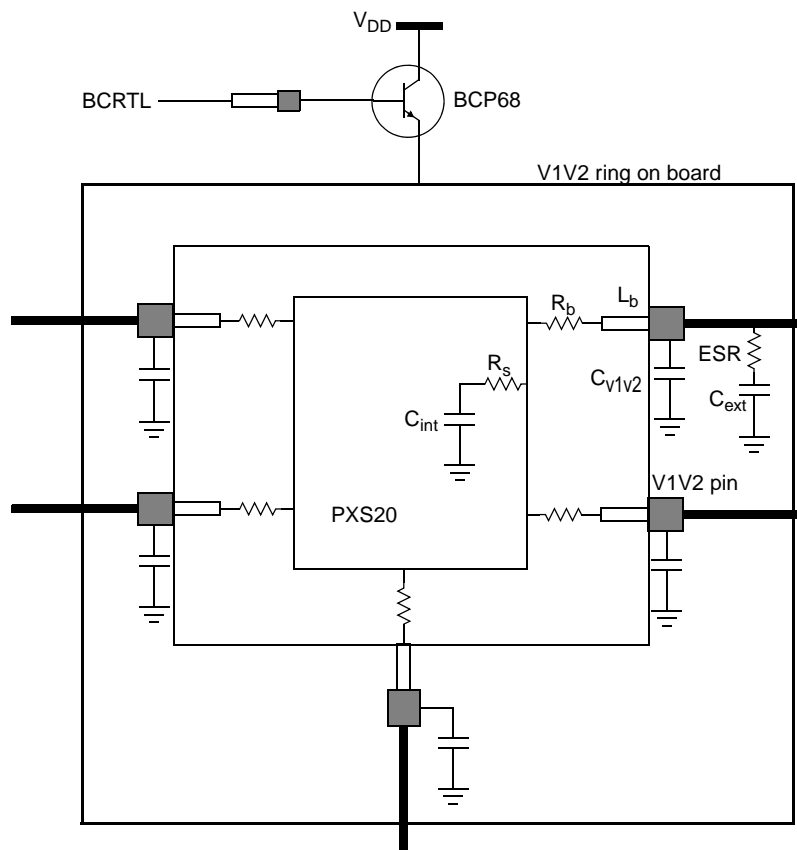 VDD
BCRTL
BCP68
V1V2 ring on board
Rb
Lb
Rs
ESR
Cv1v2
Cint
Cext
V1V2 pin
PXS20